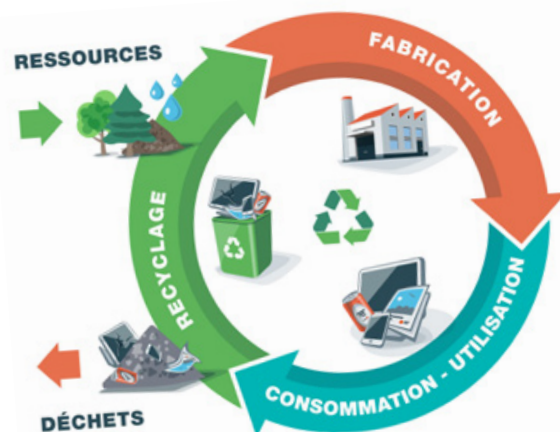 RESSOURCES
FABRICATION
CONSOMMATION - UTILISATION
RECYCLAGE
DÉCHETS